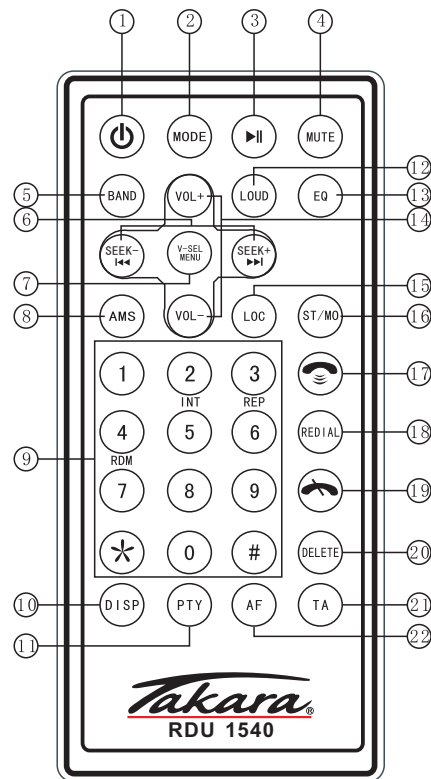 1 2 3 4
MODE MUTE
5 BAND VOL+ LOUD 12 EQ 13
6 14
SEEK- V-SEL MENU SEEK+
7 15
8 AMS VOL- LOC ST/MO 16
1 2 3 17
INT REP
4 5 6 REDIAL 18
9 RDM
7 8 9 19
* 0 # DELETE 20
10 DISP PTY AF TA 21
11 22
Takara®
RDU 1540